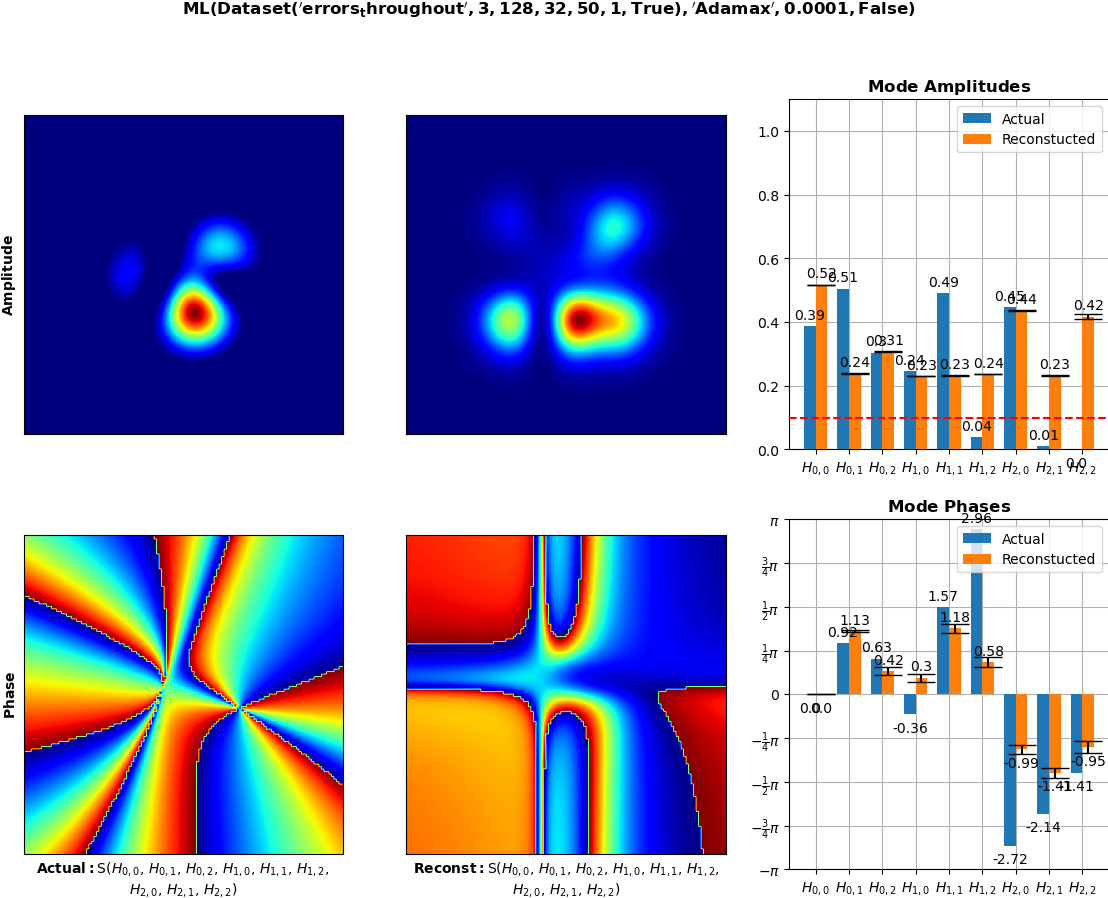 ML(Dataset('errors_throughout', 3, 128, 32, 50, 1, True), 'Adamax', 0.0001, False)
Amplitude
Mode Amplitudes
Actual
Reconstucted
1.0
0.8
0.6
0.4
0.2
0.0
0.39
0.52
0.51
0.24
0.3
0.31
0.24
0.23
0.49
0.23
0.04
0.24
0.45
0.44
0.01
0.23
0.0
0.42
H0,0 H0,1 H0,2 H1,0 H1,1 H1,2 H2,0 H2,1 H2,2
Phase
Actual: S(H0,0, H0,1, H0,2, H1,0, H1,1, H1,2,
H2,0, H2,1, H2,2)
Reconst: S(H0,0, H0,1, H0,2, H1,0, H1,1, H1,2,
H2,0, H2,1, H2,2)
Mode Phases
Actual
Reconstucted
π
3/4π
1/2π
1/4π
0
−1/4π
−1/2π
−3/4π
−π
0.0
0.0
0.92
1.13
0.63
0.42
-0.36
0.3
1.57
1.18
2.96
0.58
-2.72
-0.99
-2.14
-1.41
-1.41
-0.95
H0,0 H0,1 H0,2 H1,0 H1,1 H1,2 H2,0 H2,1 H2,2